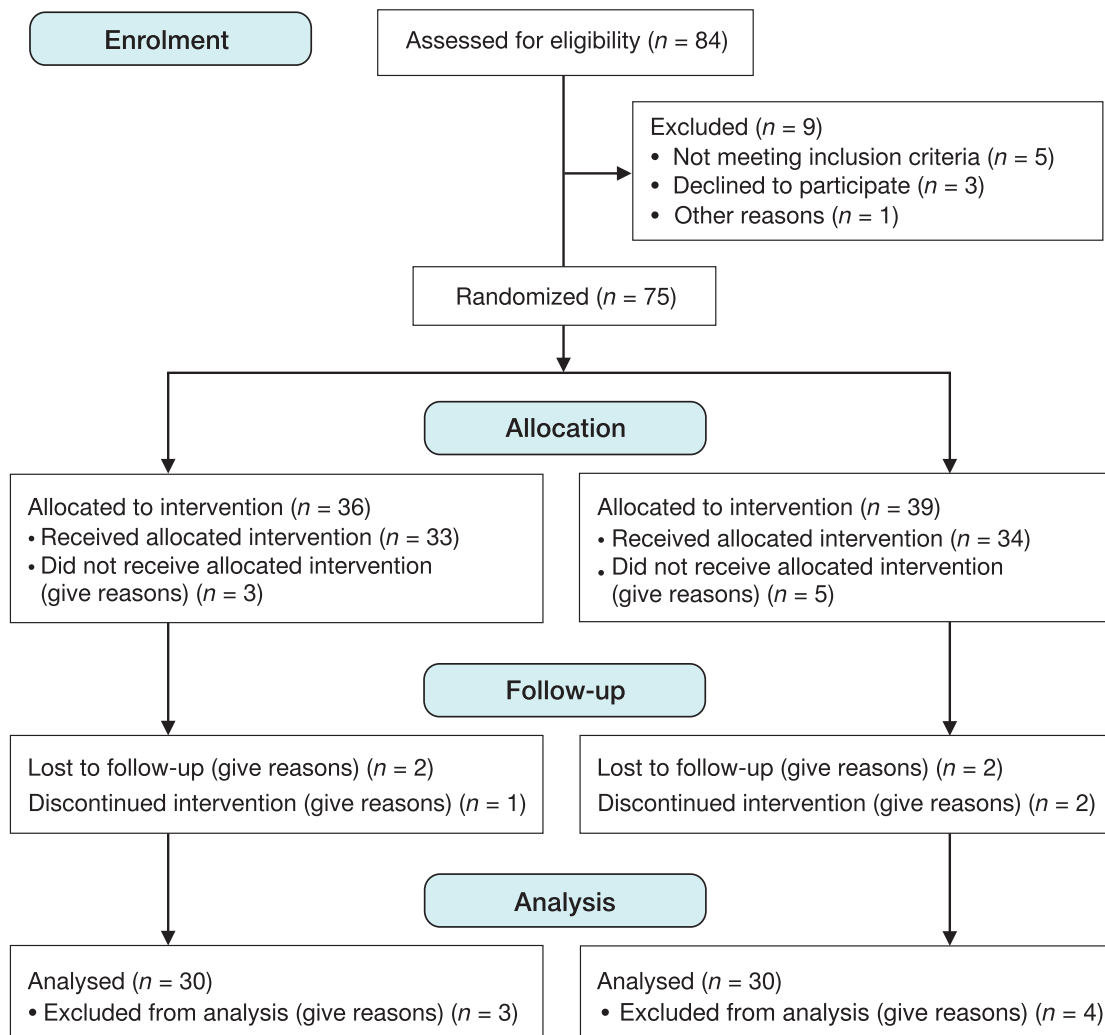 Enrolment
Assessed for eligibility (n = 84)
Excluded (n = 9)
• Not meeting inclusion criteria (n = 5)
• Declined to participate (n = 3)
• Other reasons (n = 1)
Randomized (n = 75)
Allocation
Allocated to intervention (n = 36)
• Received allocated intervention (n = 33)
• Did not receive allocated intervention
(give reasons) (n = 3)
Allocated to intervention (n = 39)
• Received allocated intervention (n = 34)
• Did not receive allocated intervention
(give reasons) (n = 5)
Follow-up
Lost to follow-up (give reasons) (n = 2)
Discontinued intervention (give reasons) (n = 1)
Lost to follow-up (give reasons) (n = 2)
Discontinued intervention (give reasons) (n = 2)
Analysis
Analysed (n = 30)
• Excluded from analysis (give reasons) (n = 3)
Analysed (n = 30)
• Excluded from analysis (give reasons) (n = 4)